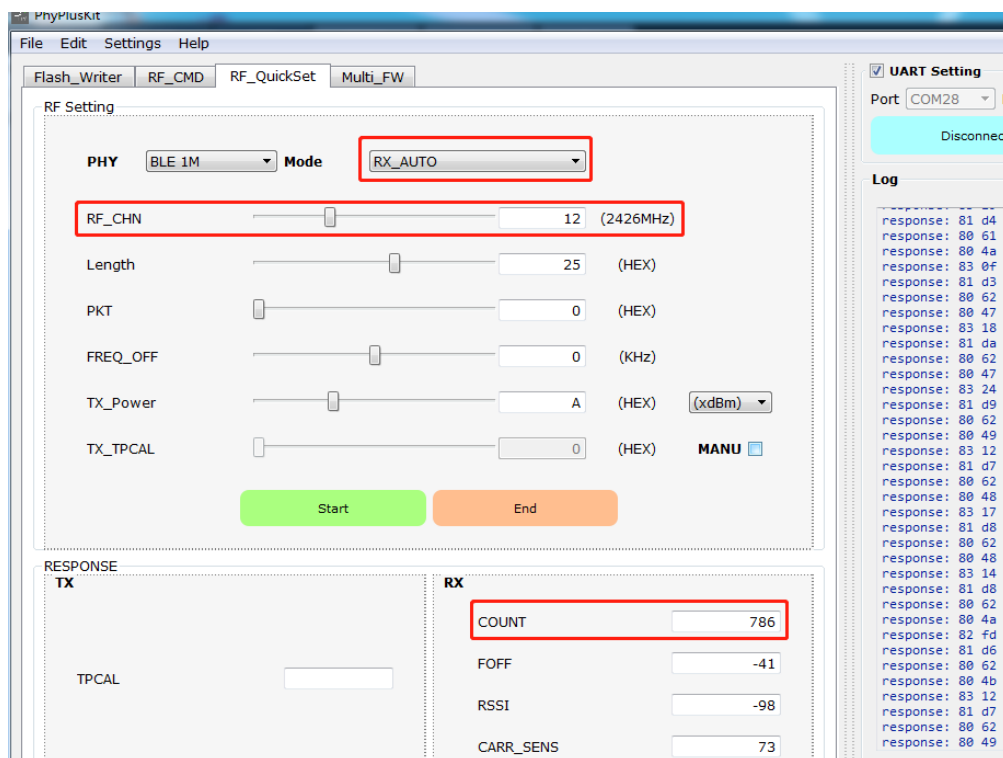 PhyPlusKit
File Edit Settings Help
Flash_Writer RF_CMD RF_QuickSet Multi_FW
RF Setting
PHY BLE 1M Mode RX_AUTO
RF_CHN 12 (2426MHz)
Length 25 (HEX)
PKT 0 (HEX)
FREQ_OFF 0 (KHz)
TX_Power A (HEX) (xdBm)
TX_TPCAL 0 (HEX) MANU
Start End
RESPONSE
TX
TPCAL
RX
COUNT 786
FOFF -41
RSSI -98
CARR_SENS 73
UART Setting
Port COM28
Disconnec
Log
response: 81 d4
response: 80 61
response: 80 4a
response: 83 0f
response: 81 d3
response: 80 62
response: 80 47
response: 83 18
response: 81 da
response: 80 62
response: 80 47
response: 83 24
response: 81 d9
response: 80 62
response: 80 49
response: 83 12
response: 81 d7
response: 80 62
response: 80 48
response: 83 17
response: 81 d8
response: 80 62
response: 80 48
response: 83 14
response: 81 d8
response: 80 62
response: 80 4a
response: 82 fd
response: 81 d6
response: 80 62
response: 80 4b
response: 83 12
response: 81 d7
response: 80 62
response: 80 49